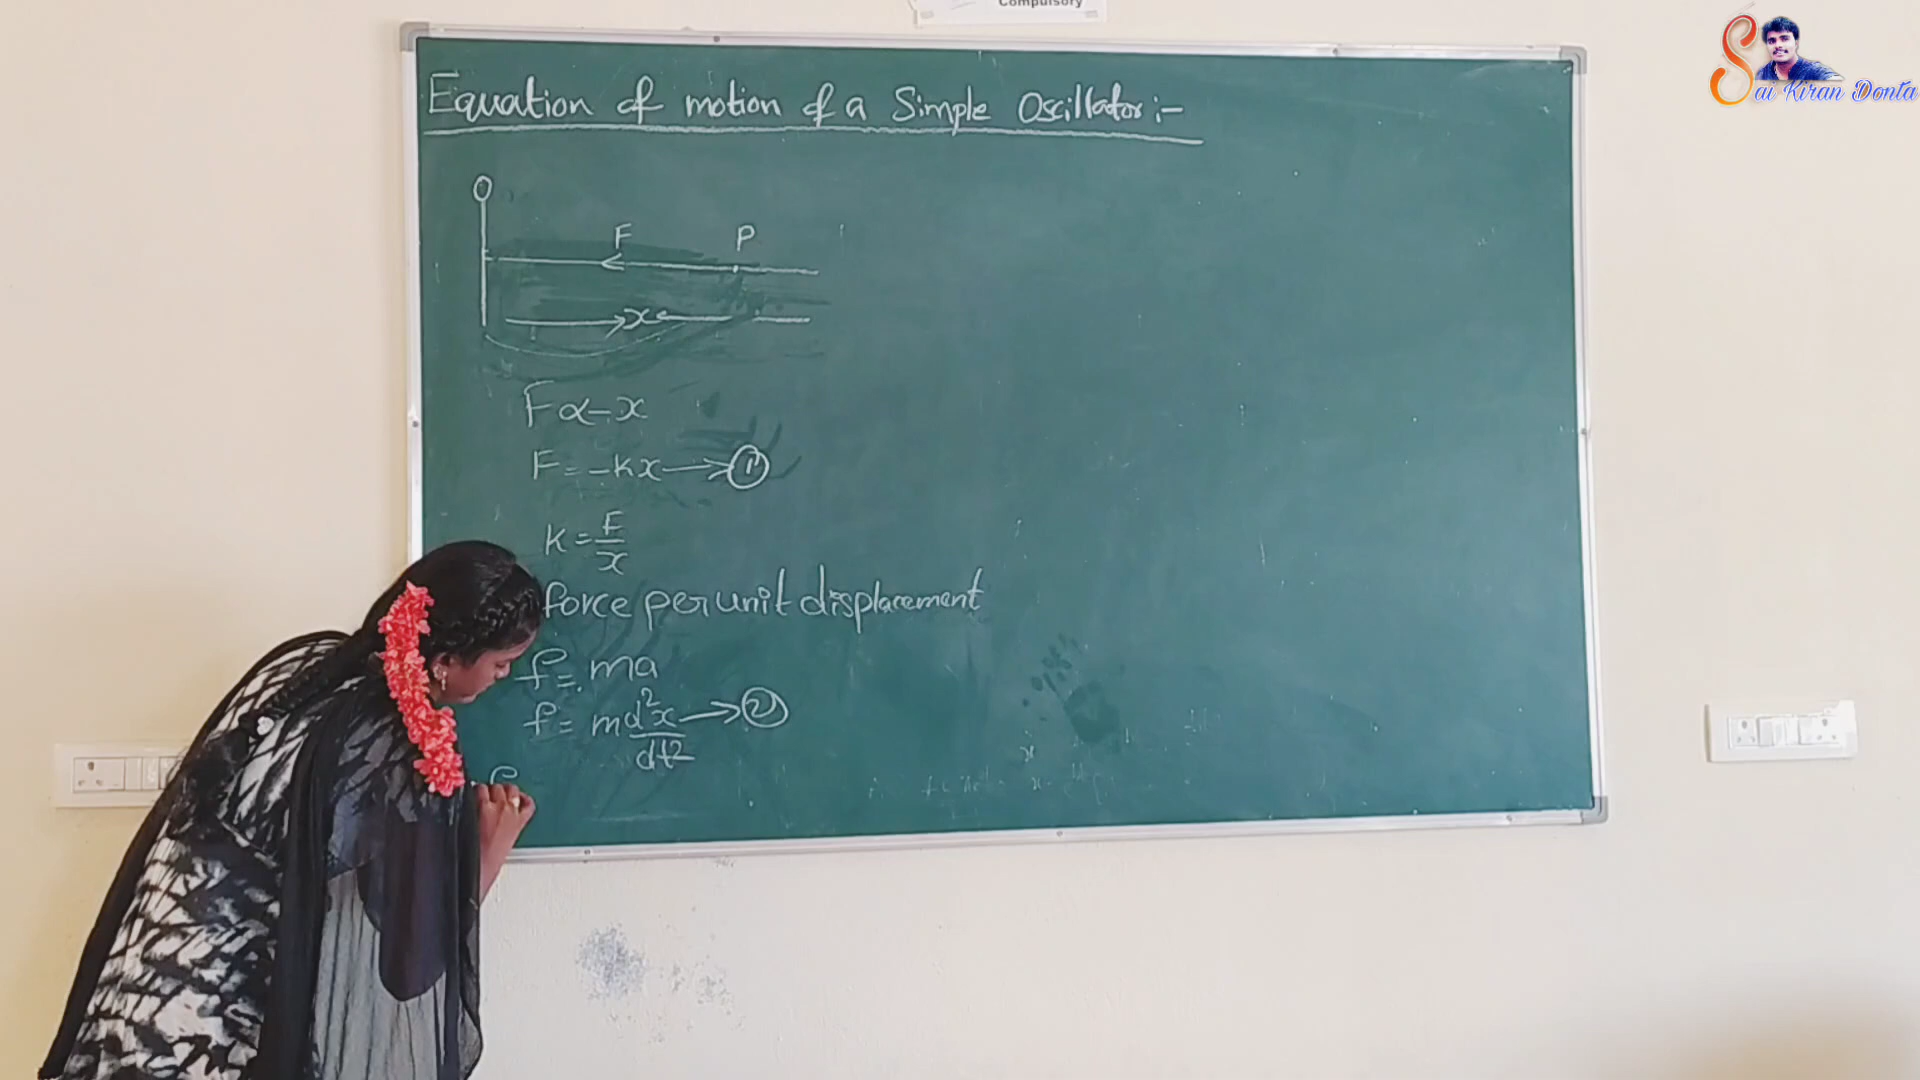 Compulsory
Sai Kiran Donta
Equation of motion of a Simple Oscillator:-
O
F P
x
F ∝ - x
F = - K x → ①
K = F/x
force per unit displacement
f = ma
f = m d²x/dt² → ②
f